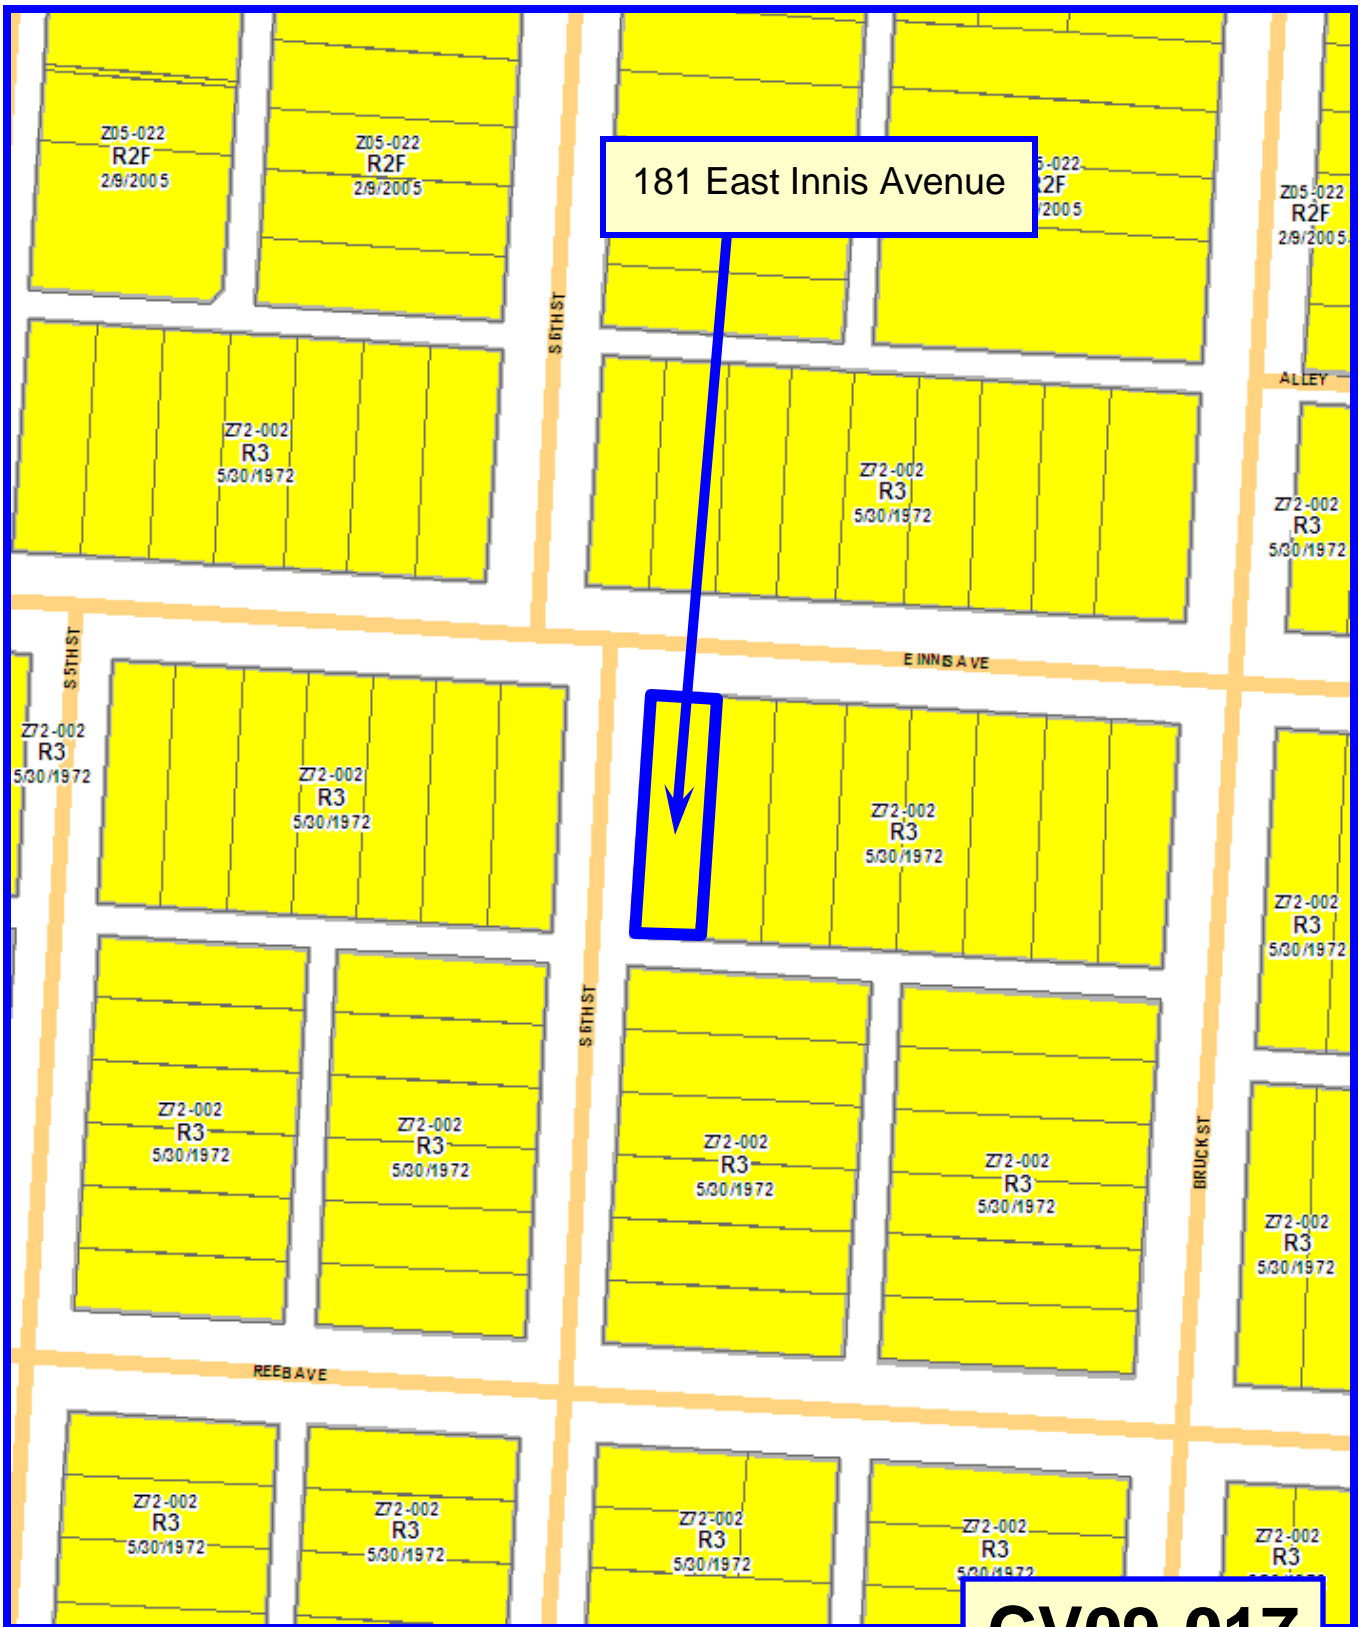 Z05-022
R2F
2/9/2005
Z05-022
R2F
2/9/2005
181 East Innis Avenue
5-022
R2F
/2005
Z05-022
R2F
2/9/2005
S 6TH ST
ALLEY
Z72-002
R3
5/30/1972
Z72-002
R3
5/30/1972
Z72-002
R3
5/30/1972
S 5TH ST
E INNIS AVE
Z72-002
R3
5/30/1972
Z72-002
R3
5/30/1972
Z72-002
R3
5/30/1972
Z72-002
R3
5/30/1972
S 6TH ST
Z72-002
R3
5/30/1972
Z72-002
R3
5/30/1972
Z72-002
R3
5/30/1972
Z72-002
R3
5/30/1972
BRUCK ST
Z72-002
R3
5/30/1972
REEB AVE
Z72-002
R3
5/30/1972
Z72-002
R3
5/30/1972
Z72-002
R3
5/30/1972
Z72-002
R3
5/30/1972
Z72-002
R3
CV09-017